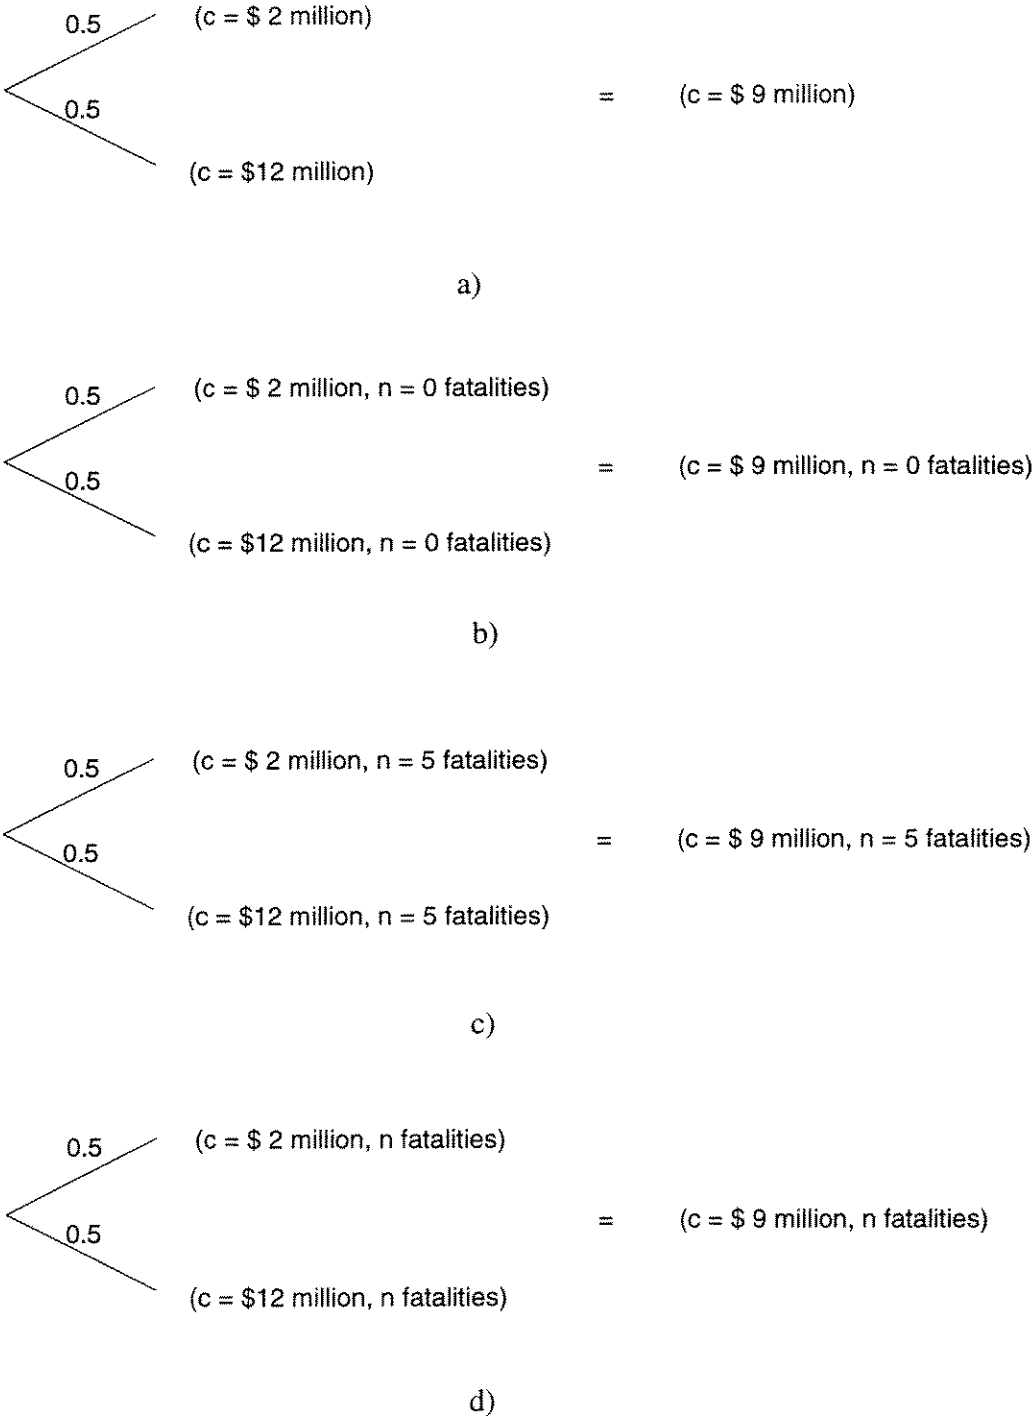 0.5 (c = $ 2 million)
0.5 = (c = $ 9 million)
(c = $12 million)
a)
0.5 (c = $ 2 million, n = 0 fatalities)
0.5 = (c = $ 9 million, n = 0 fatalities)
(c = $12 million, n = 0 fatalities)
b)
0.5 (c = $ 2 million, n = 5 fatalities)
0.5 = (c = $ 9 million, n = 5 fatalities)
(c = $12 million, n = 5 fatalities)
c)
0.5 (c = $ 2 million, n fatalities)
0.5 = (c = $ 9 million, n fatalities)
(c = $12 million, n fatalities)
d)